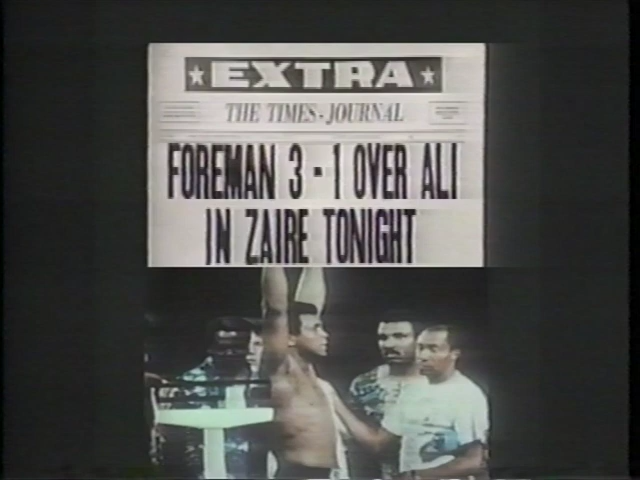 EXTRA
THE TIMES-JOURNAL
FOREMAN 3-1 OVER ALI
IN ZAIRE TONIGHT